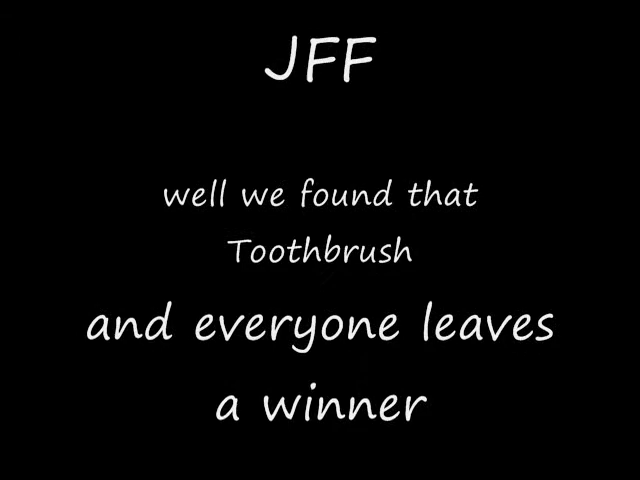 JFF
well we found that
Toothbrush
and everyone leaves
a winner